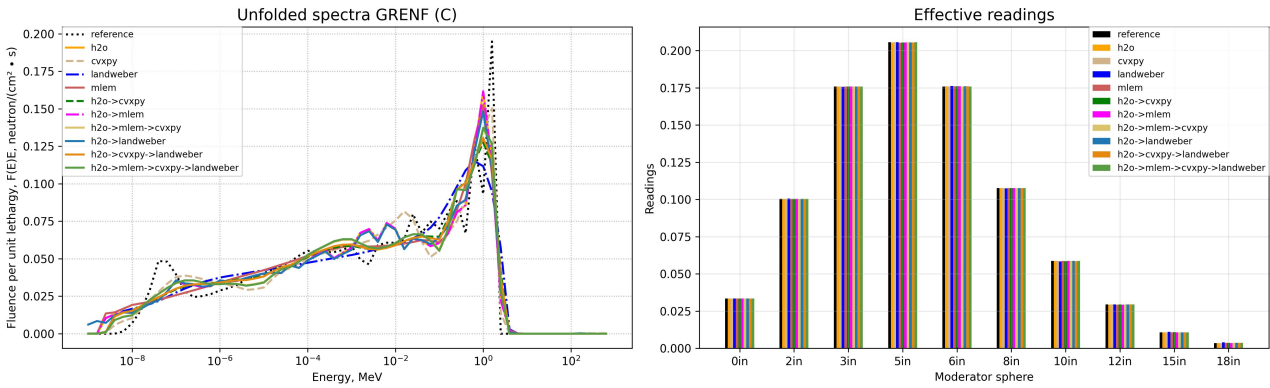 Unfolded spectra GRENF (C)
Fluence per unit lethargy, F(E)E, neutron/(cm² • s)
0.200
0.175
0.150
0.125
0.100
0.075
0.050
0.025
0.000
reference
h2o
cvxpy
landweber
mlem
h2o->cvxpy
h2o->mlem
h2o->mlem->cvxpy
h2o->landweber
h2o->cvxpy->landweber
h2o->mlem->cvxpy->landweber
10⁻⁸ 10⁻⁶ 10⁻⁴ 10⁻² 10⁰ 10²
Energy, MeV
Effective readings
Readings
0.200
0.175
0.150
0.125
0.100
0.075
0.050
0.025
0.000
reference
h2o
cvxpy
landweber
mlem
h2o->cvxpy
h2o->mlem
h2o->mlem->cvxpy
h2o->landweber
h2o->cvxpy->landweber
h2o->mlem->cvxpy->landweber
0in 2in 3in 5in 6in 8in 10in 12in 15in 18in
Moderator sphere